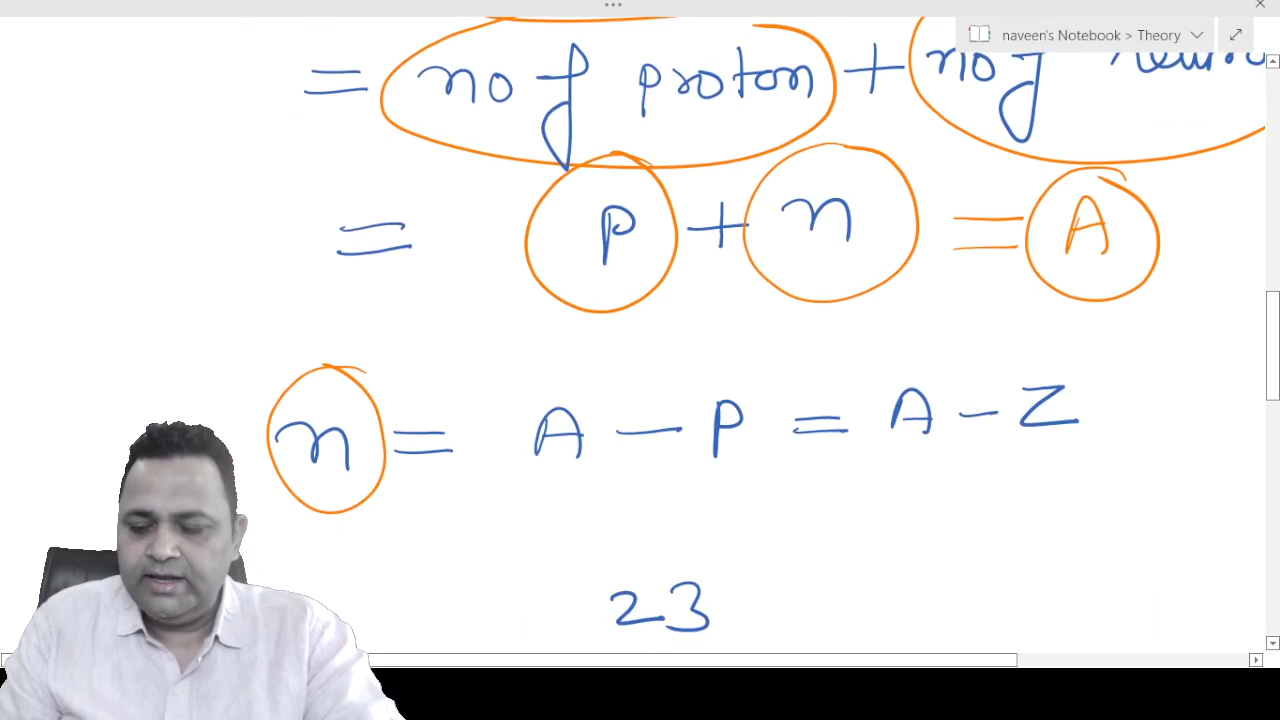 naveen's Notebook > Theory
= no of proton + no of
= P + n = A
n = A - P = A - Z
23